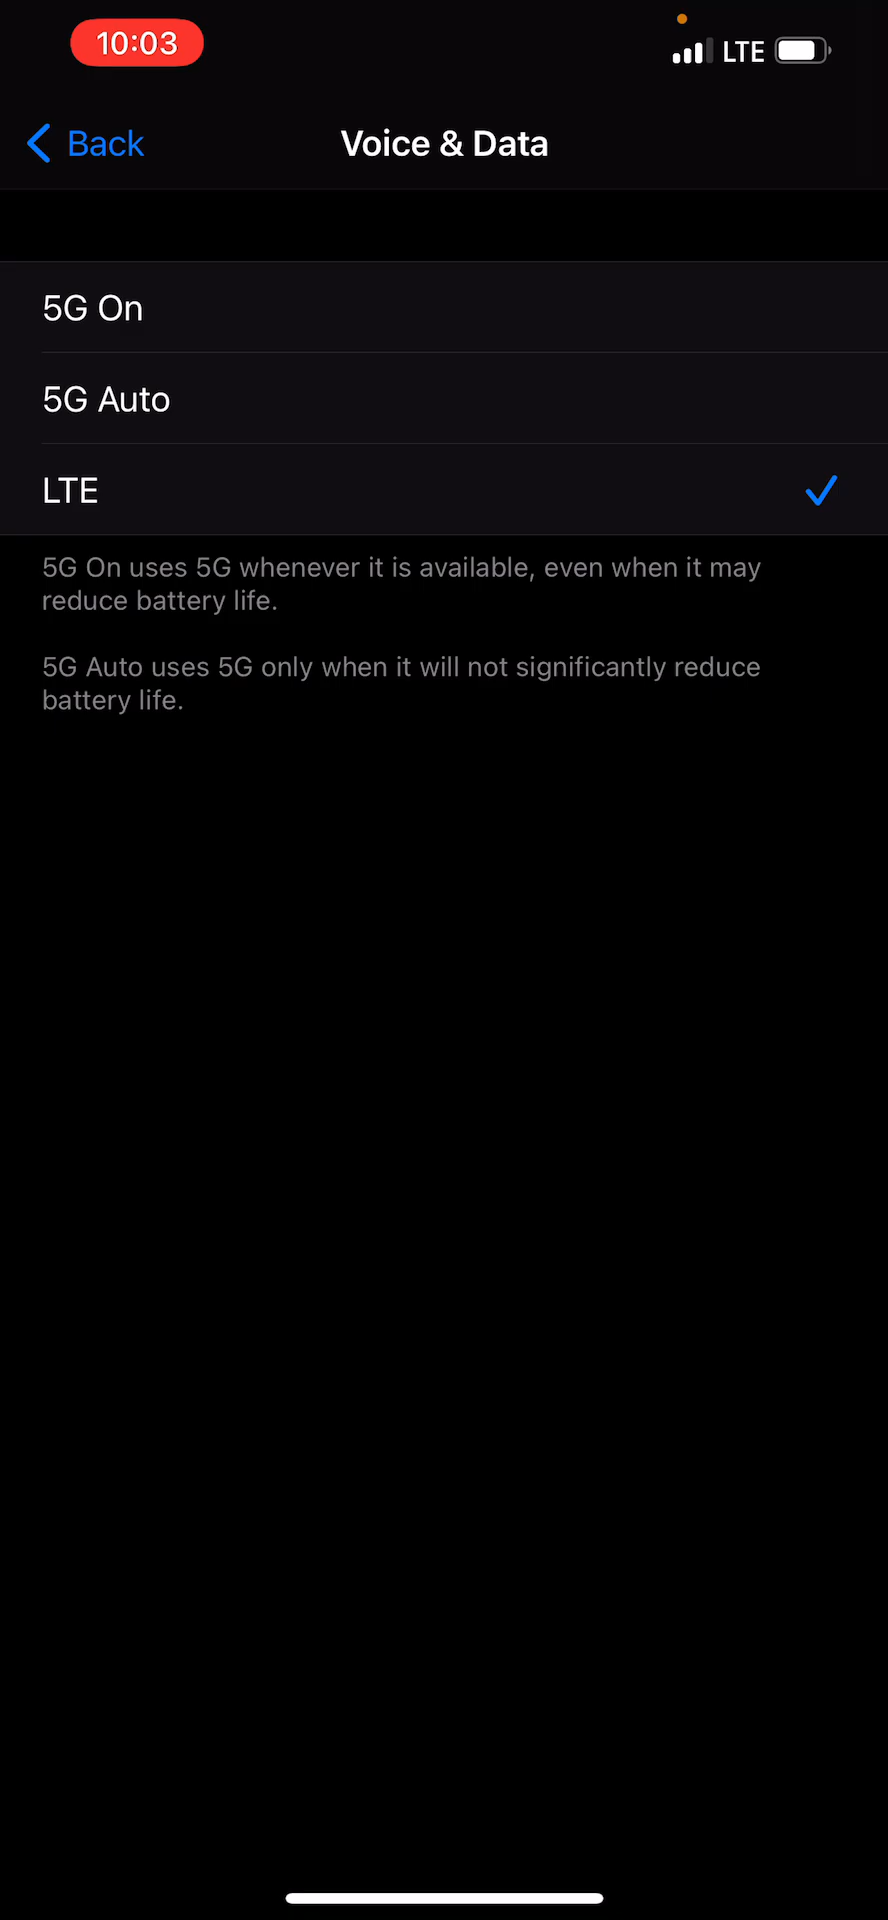 10:03
LTE
Back
Voice & Data
5G On
5G Auto
LTE
5G On uses 5G whenever it is available, even when it may
reduce battery life.
5G Auto uses 5G only when it will not significantly reduce
battery life.